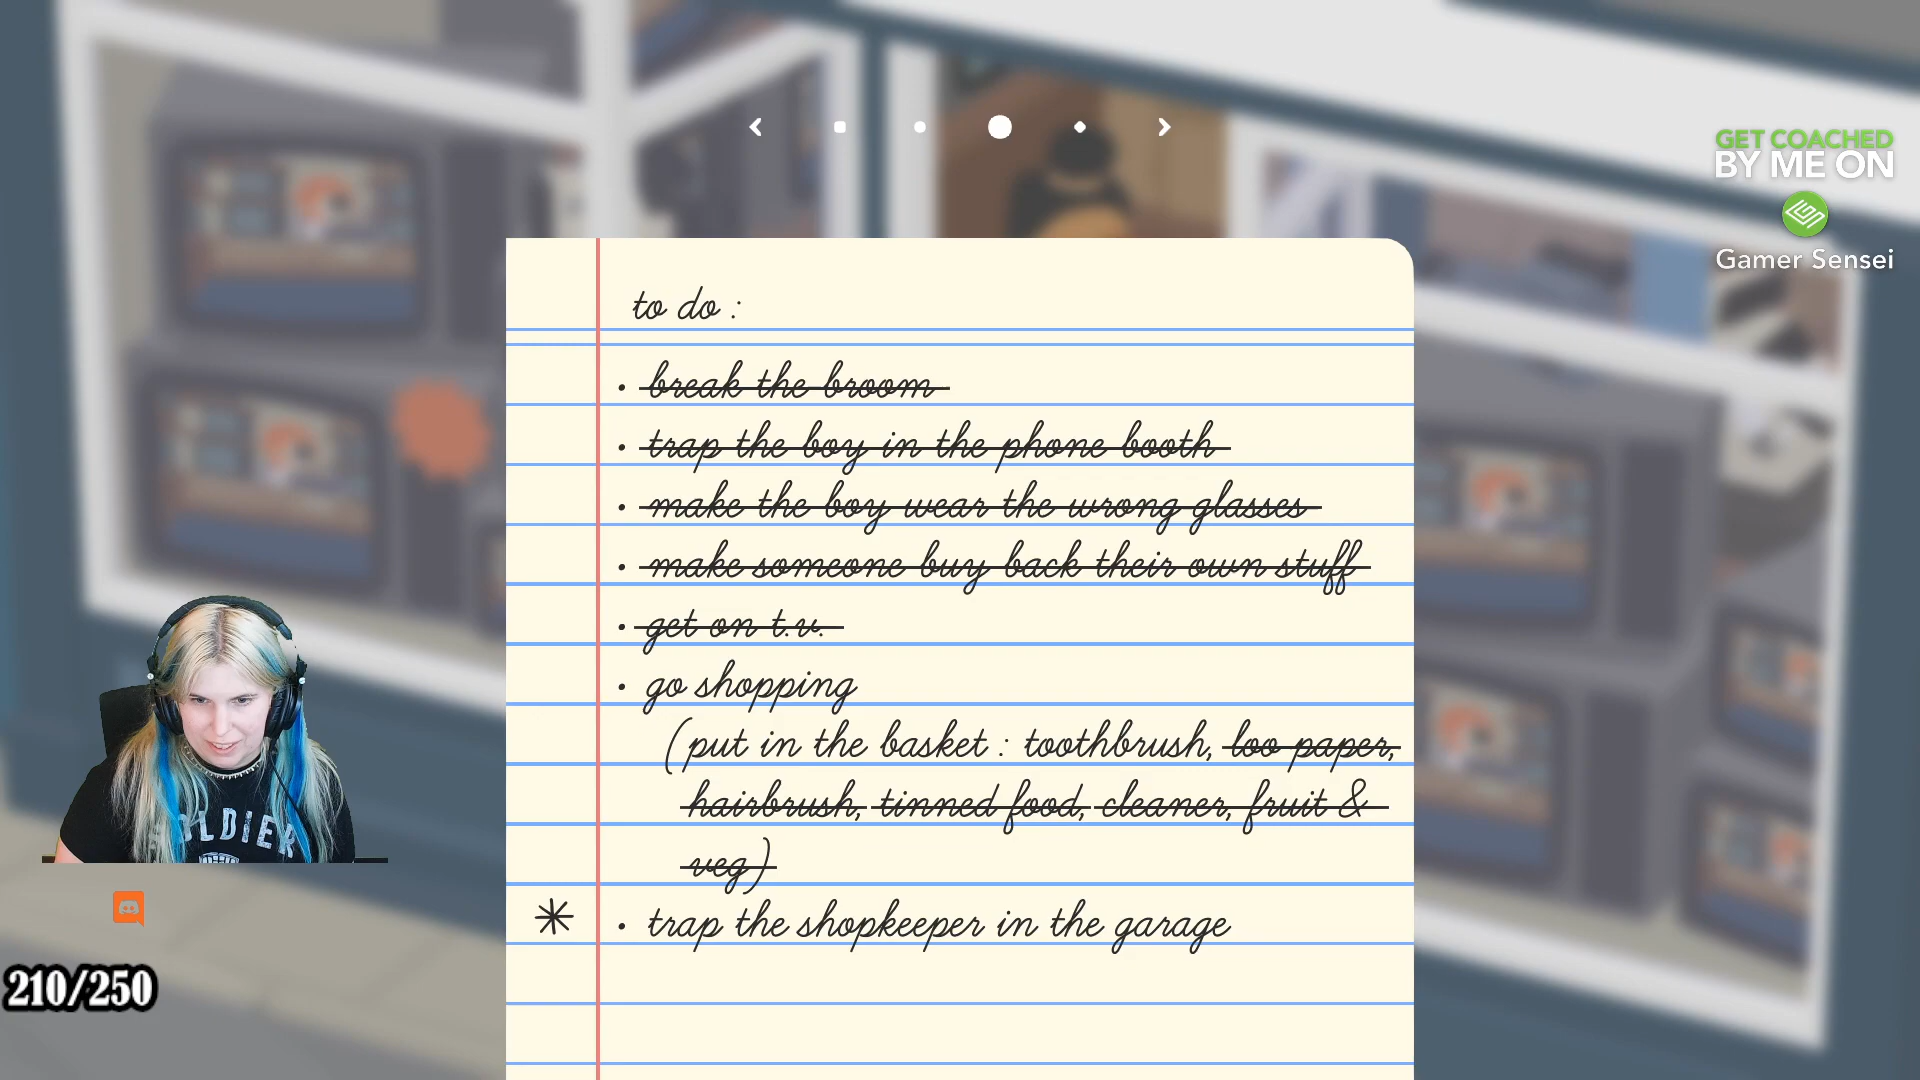 GET COACHED
BY ME ON
Gamer Sensei
to do :
• break the broom
• trap the boy in the phone booth
• make the boy wear the wrong glasses
• make someone buy back their own stuff
• get on t.v.
• go shopping
(put in the basket : toothbrush, loo paper,
hairbrush, tinned food, cleaner, fruit &
veg)
• trap the shopkeeper in the garage
SOLDIER
210/250